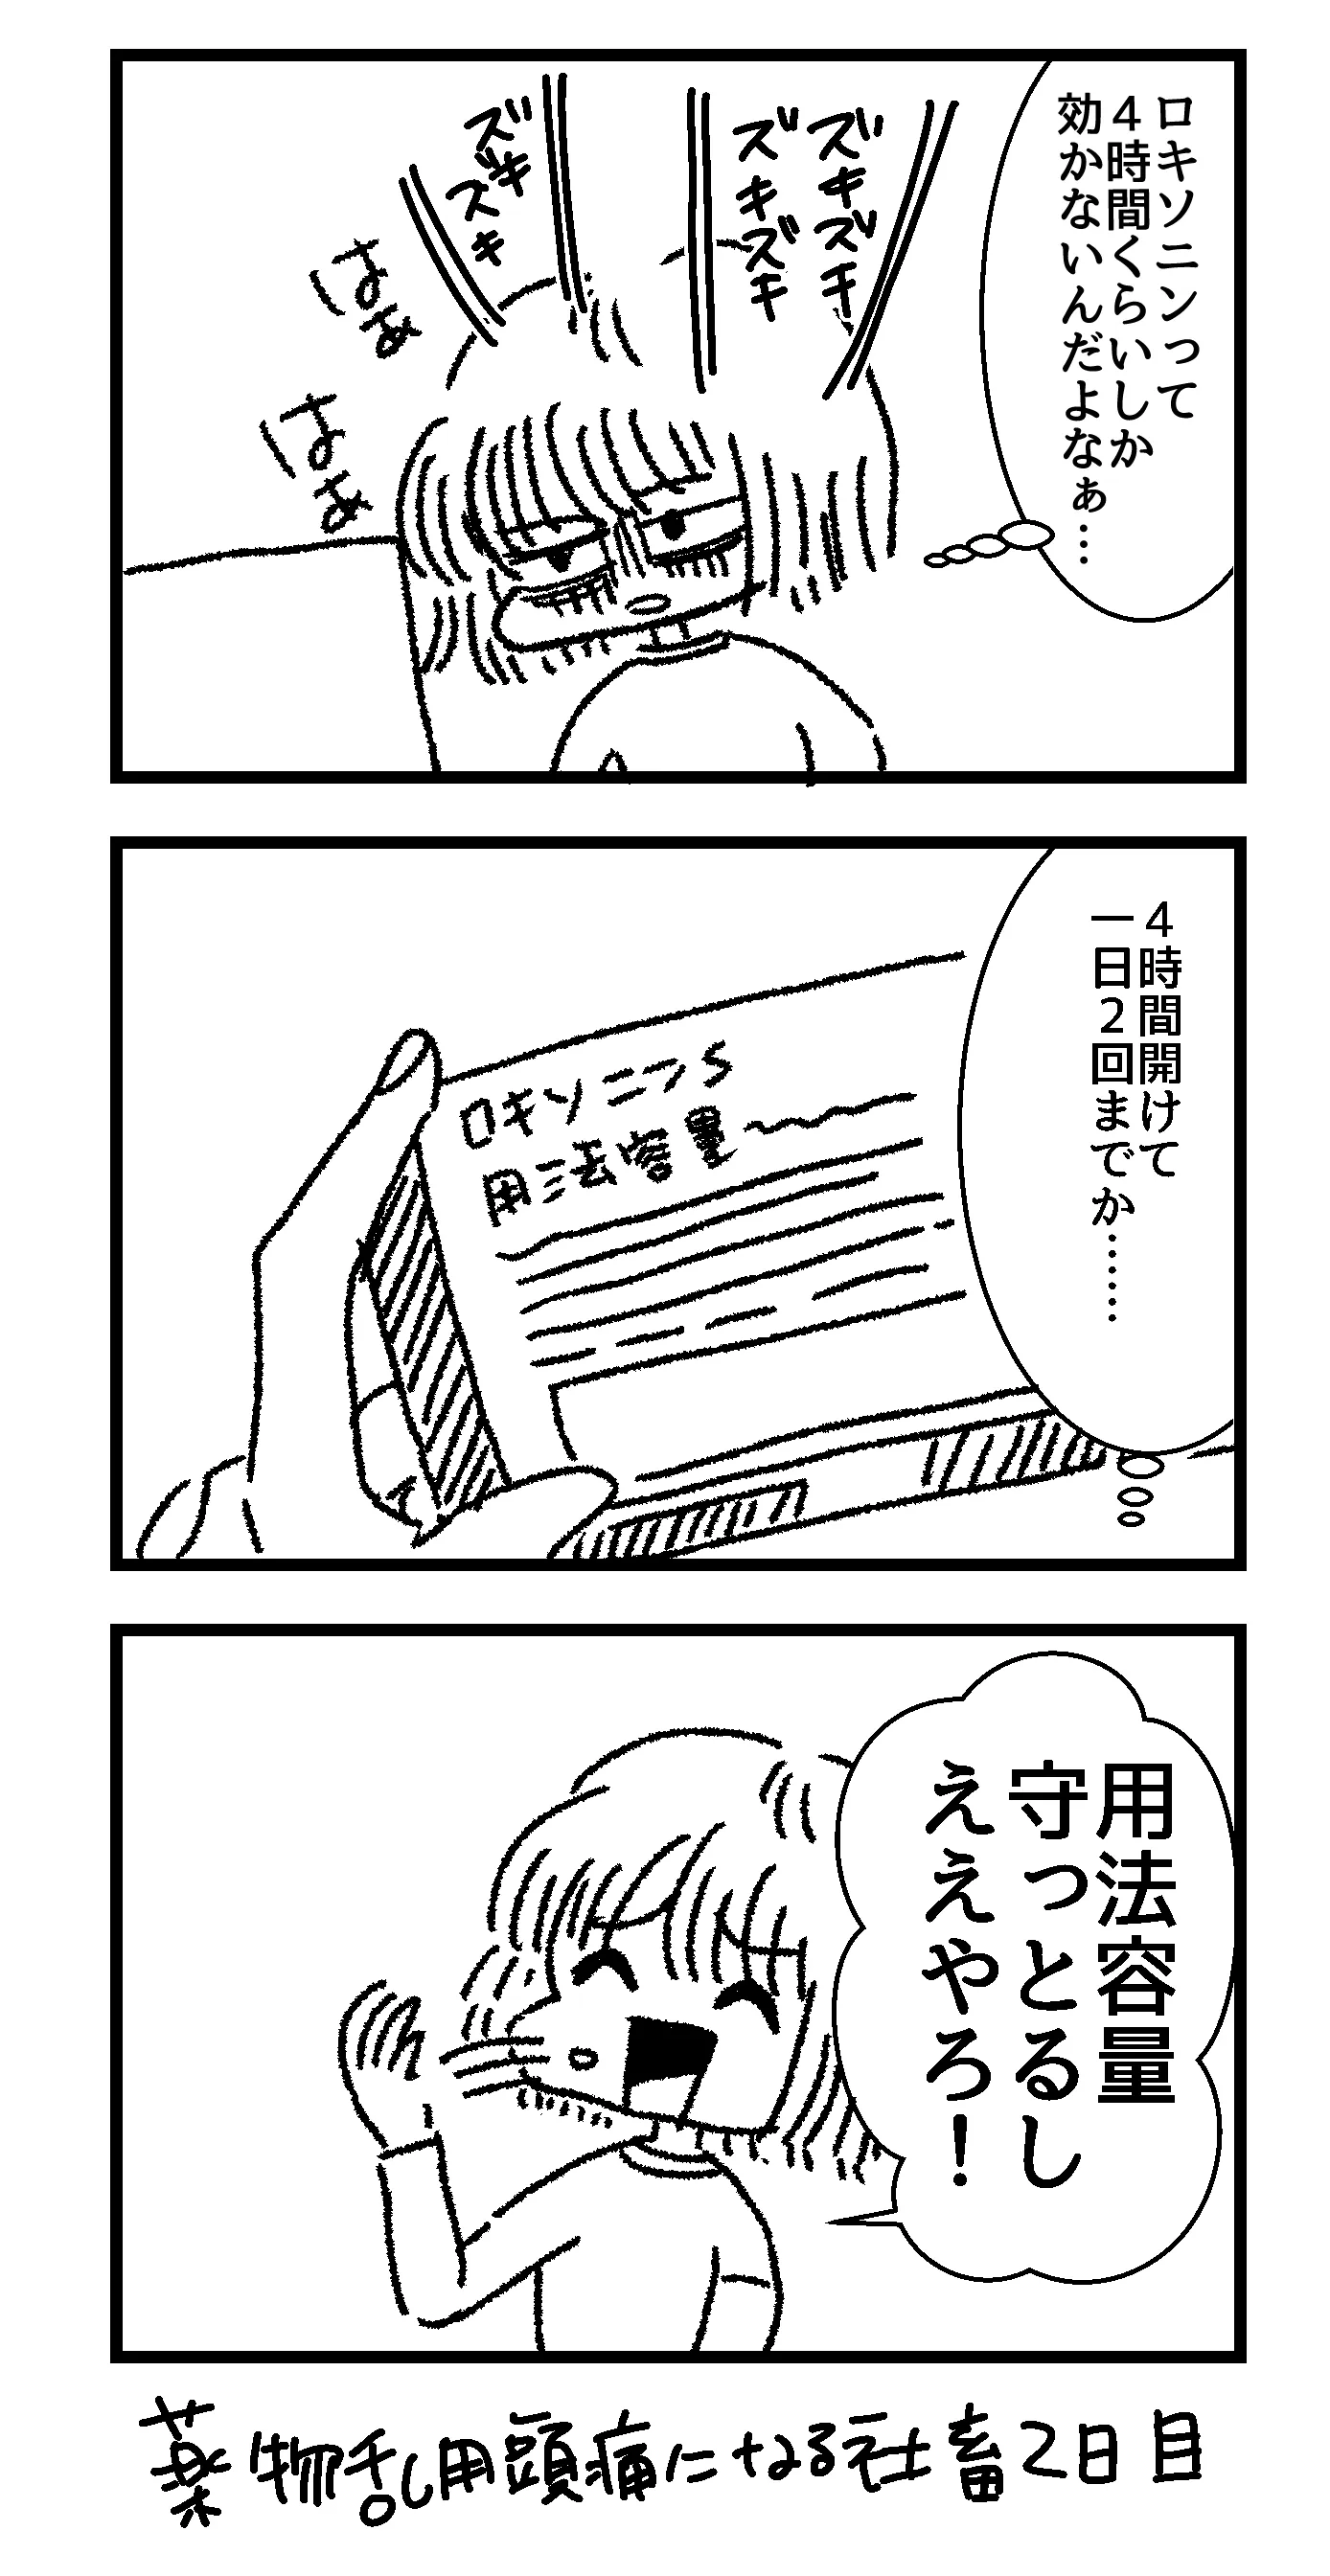 ロキソニンって
4時間くらいしか
効かないんだよなぁ…
ズキズキ
ズキズキ
ズキ
ズキ
はぁ
はぁ
4時間開けて
一日2回までか……
ロキソニンS
用法容量
用法容量
守っとるし
ええやろ！
薬物乱用頭痛になる社畜2日目